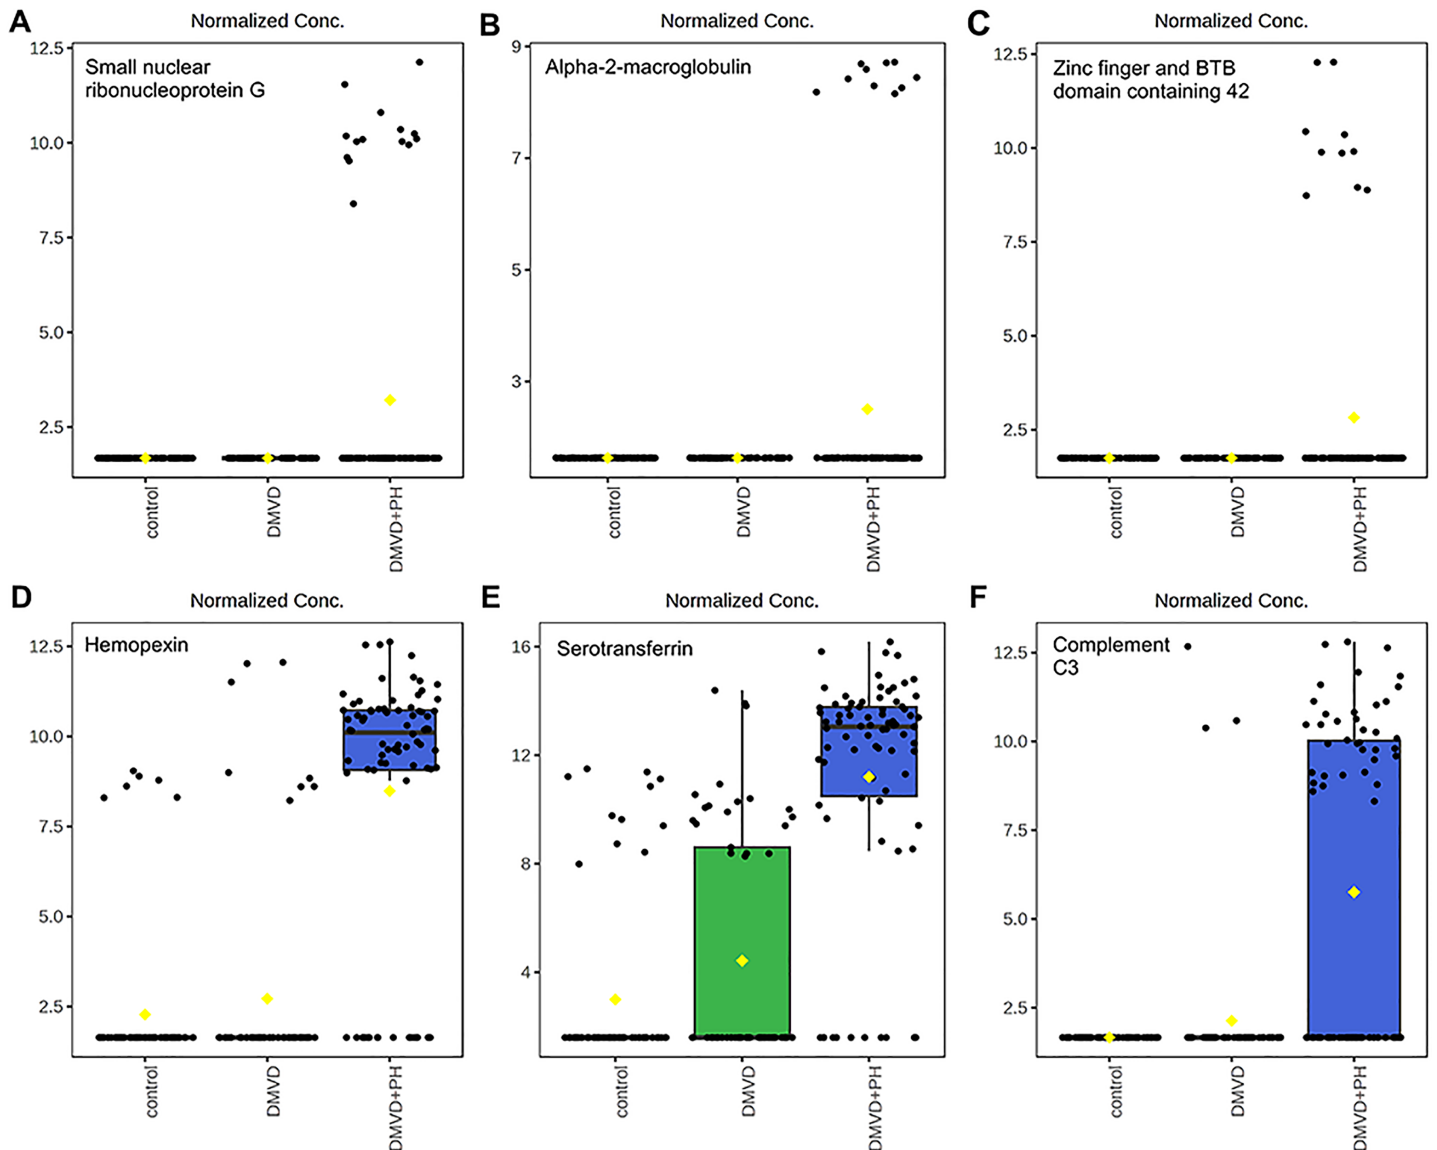 A
Normalized Conc.
Small nuclear
ribonucleoprotein G
12.5
10.0
7.5
5.0
2.5
control
DMVD
DMVD+PH
B
Normalized Conc.
Alpha-2-macroglobulin
9
7
5
3
control
DMVD
DMVD+PH
C
Normalized Conc.
Zinc finger and BTB
domain containing 42
12.5
10.0
7.5
5.0
2.5
control
DMVD
DMVD+PH
D
Normalized Conc.
Hemopexin
12.5
10.0
7.5
5.0
2.5
control
DMVD
DMVD+PH
E
Normalized Conc.
Serotransferrin
16
12
8
4
control
DMVD
DMVD+PH
F
Normalized Conc.
Complement
C3
12.5
10.0
7.5
5.0
2.5
control
DMVD
DMVD+PH